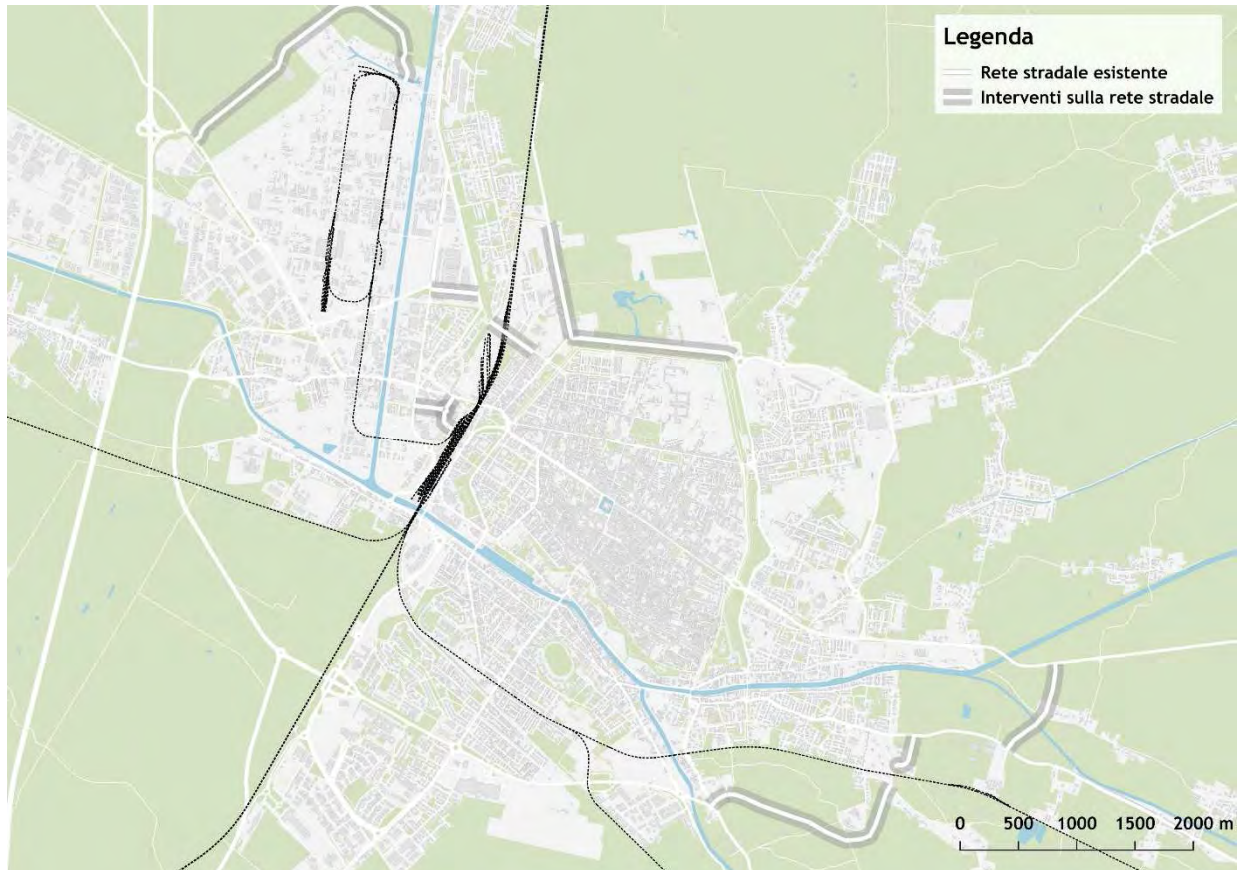 Legenda
Rete stradale esistente
Interventi sulla rete stradale
0 500 1000 1500 2000 m